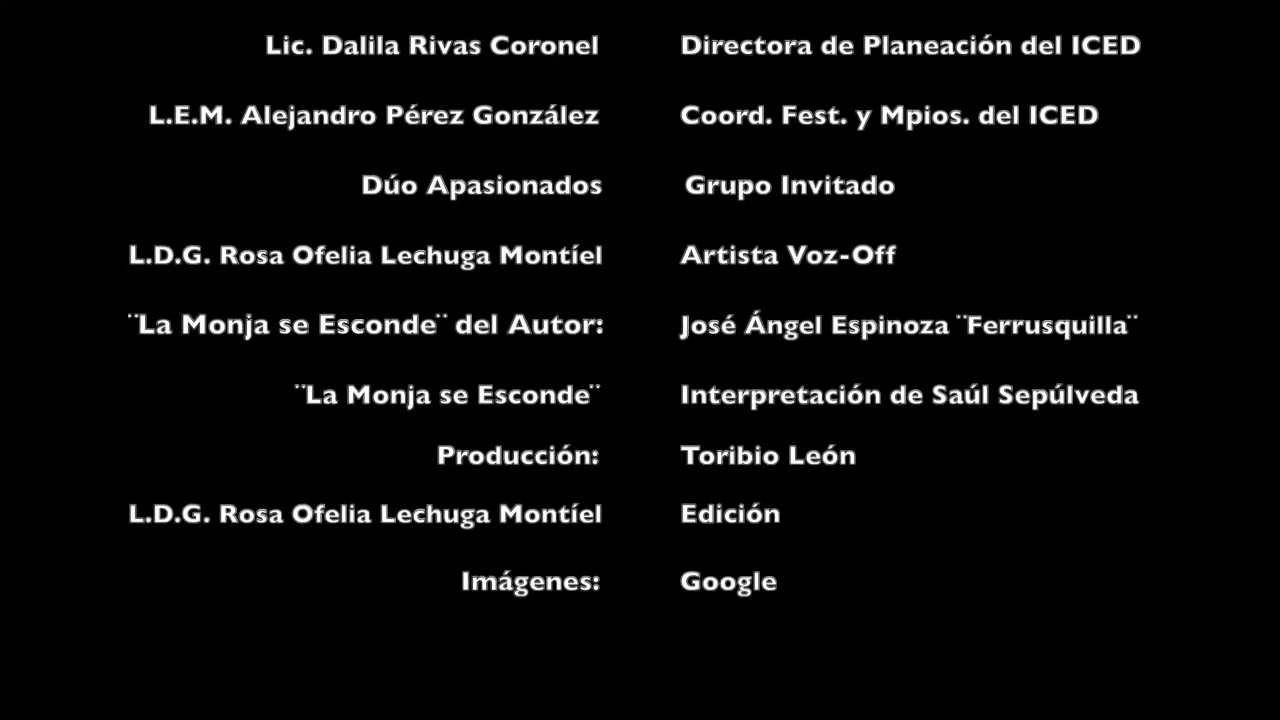 Lic. Dalila Rivas Coronel Directora de Planeación del ICED
L.E.M. Alejandro Pérez González Coord. Fest. y Mpios. del ICED
Dúo Apasionados Grupo Invitado
L.D.G. Rosa Ofelia Lechuga Montíel Artista Voz-Off
¨La Monja se Esconde¨ del Autor: José Ángel Espinoza ¨Ferrusquilla¨
¨La Monja se Esconde¨ Interpretación de Saúl Sepúlveda
Producción: Toribio León
L.D.G. Rosa Ofelia Lechuga Montíel Edición
Imágenes: Google